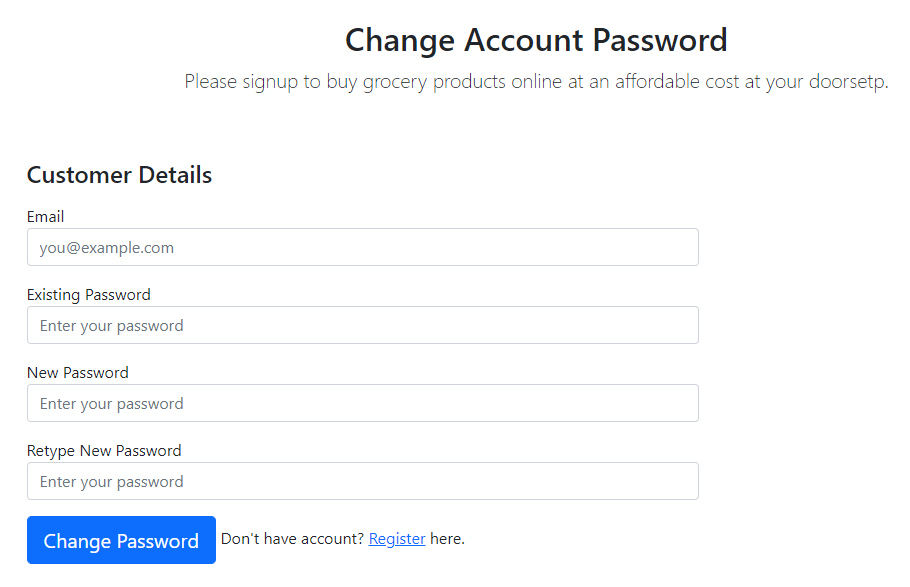 Change Account Password
Please signup to buy grocery products online at an affordable cost at your doorsetp.
Customer Details
Email
you@example.com
Existing Password
Enter your password
New Password
Enter your password
Retype New Password
Enter your password
Change Password Don't have account? Register here.